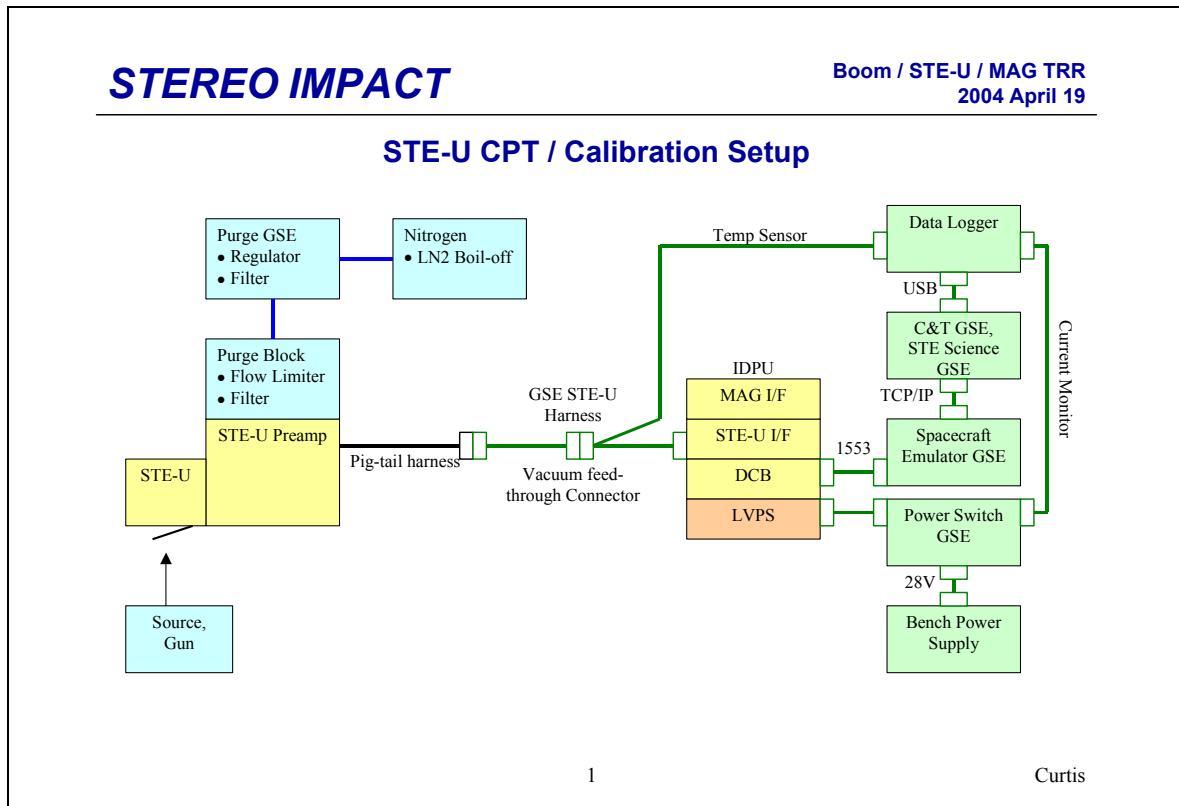 STEREO IMPACT
Boom / STE-U / MAG TRR
2004 April 19
STE-U CPT / Calibration Setup
Purge GSE
• Regulator
• Filter
Nitrogen
• LN2 Boil-off
Temp Sensor
Data Logger
USB
C&T GSE,
STE Science
GSE
Current Monitor
TCP/IP
Purge Block
• Flow Limiter
• Filter
STE-U Preamp
STE-U
Pig-tail harness
GSE STE-U
Harness
Vacuum feed-
through Connector
IDPU
MAG I/F
STE-U I/F
DCB
LVPS
1553
Spacecraft
Emulator GSE
Power Switch
GSE
28V
Bench Power
Supply
Source,
Gun
1
Curtis